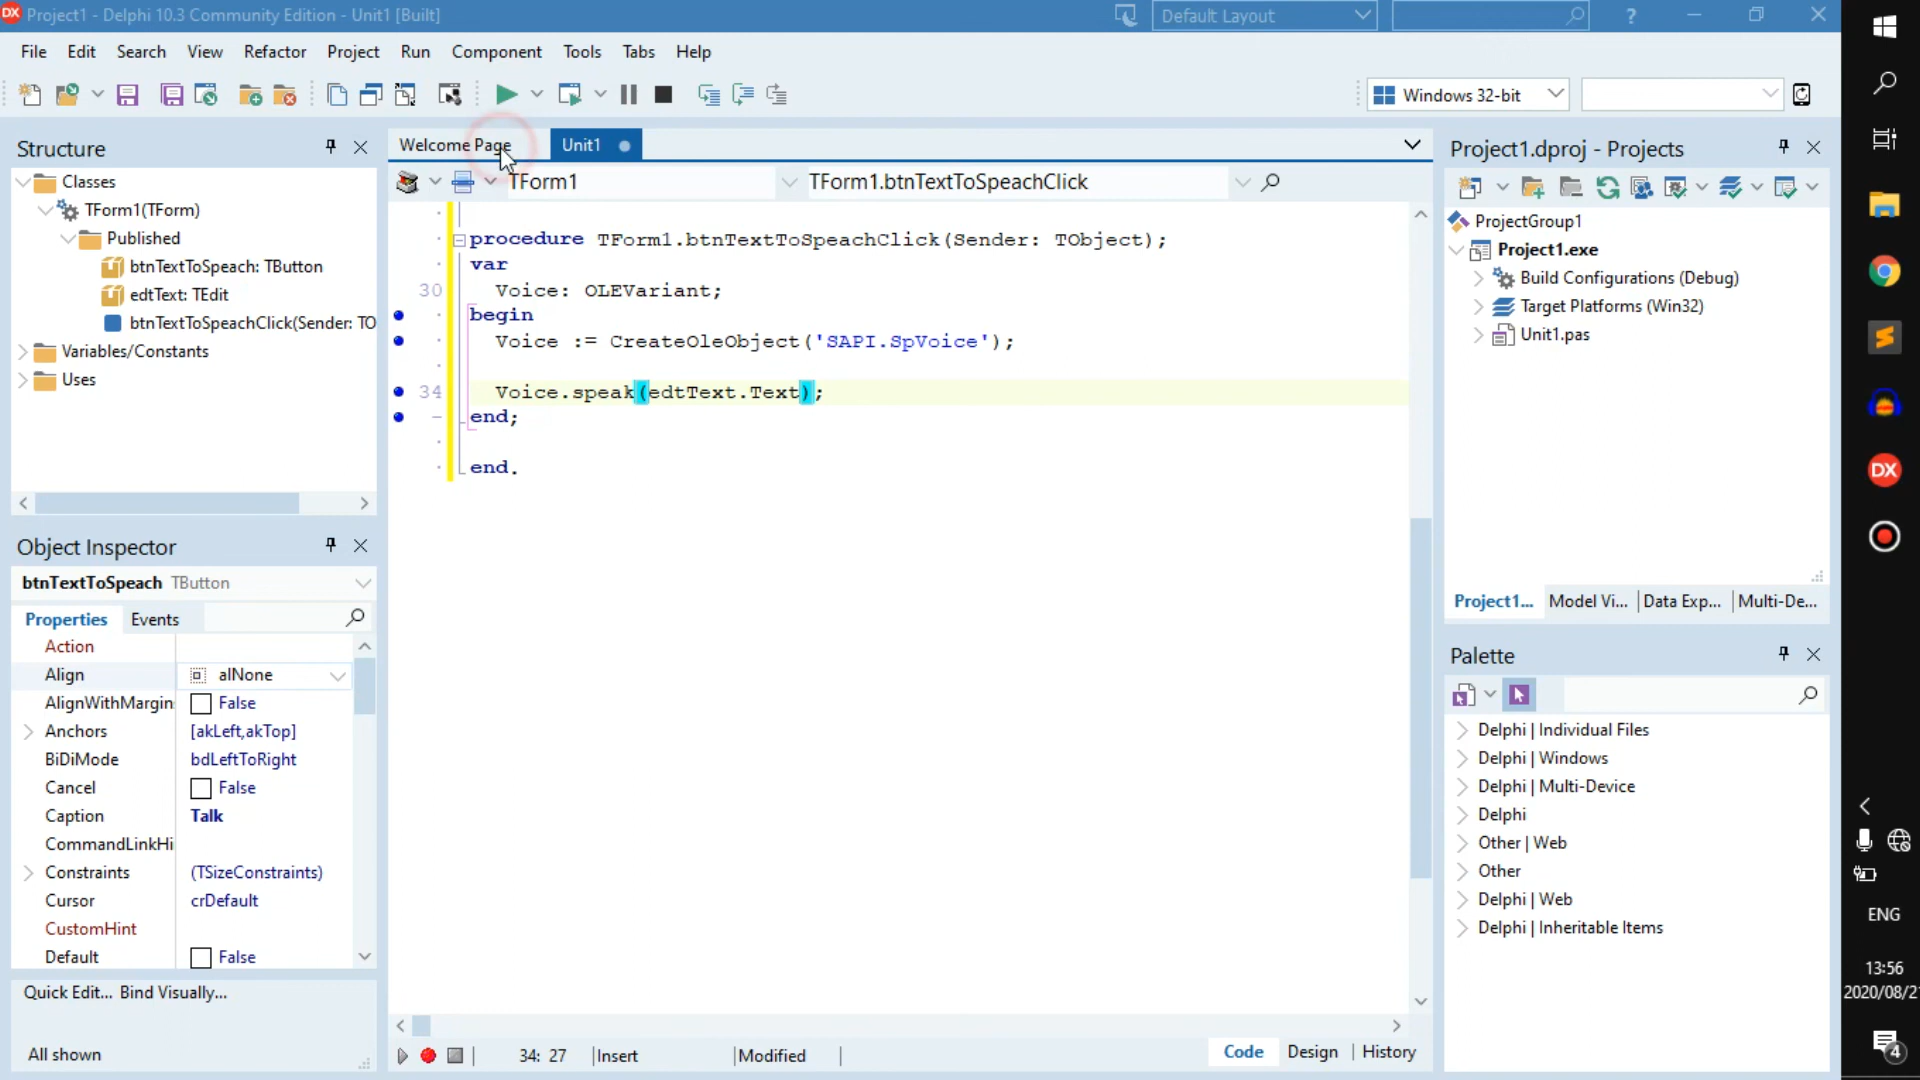 DX Project1 - Delphi 10.3 Community Edition - Unit1 [Built]
Default Layout
?
File Edit Search View Refactor Project Run Component Tools Tabs Help
Windows 32-bit
Structure
Classes
TForm1(TForm)
Published
btnTextToSpeach: TButton
edtText: TEdit
btnTextToSpeachClick(Sender: TO
Variables/Constants
Uses
Object Inspector
btnTextToSpeach TButton
Properties Events
Action
Align alNone
AlignWithMargin False
Anchors [akLeft,akTop]
BiDiMode bdLeftToRight
Cancel False
Caption Talk
CommandLinkHi
Constraints (TSizeConstraints)
Cursor crDefault
CustomHint
Default False
Quick Edit... Bind Visually...
All shown
Welcome Page Unit1
TForm1 TForm1.btnTextToSpeachClick
procedure TForm1.btnTextToSpeachClick(Sender: TObject);
var
30 Voice: OLEVariant;
begin
Voice := CreateOleObject('SAPI.SpVoice');
34 Voice.speak(edtText.Text);
end;
end.
34: 27 Insert Modified
Code Design History
Project1.dproj - Projects
ProjectGroup1
Project1.exe
Build Configurations (Debug)
Target Platforms (Win32)
Unit1.pas
Project1... Model Vi... Data Exp... Multi-De...
Palette
Delphi | Individual Files
Delphi | Windows
Delphi | Multi-Device
Delphi
Other | Web
Other
Delphi | Web
Delphi | Inheritable Items
DX
ENG
13:56
2020/08/21
4